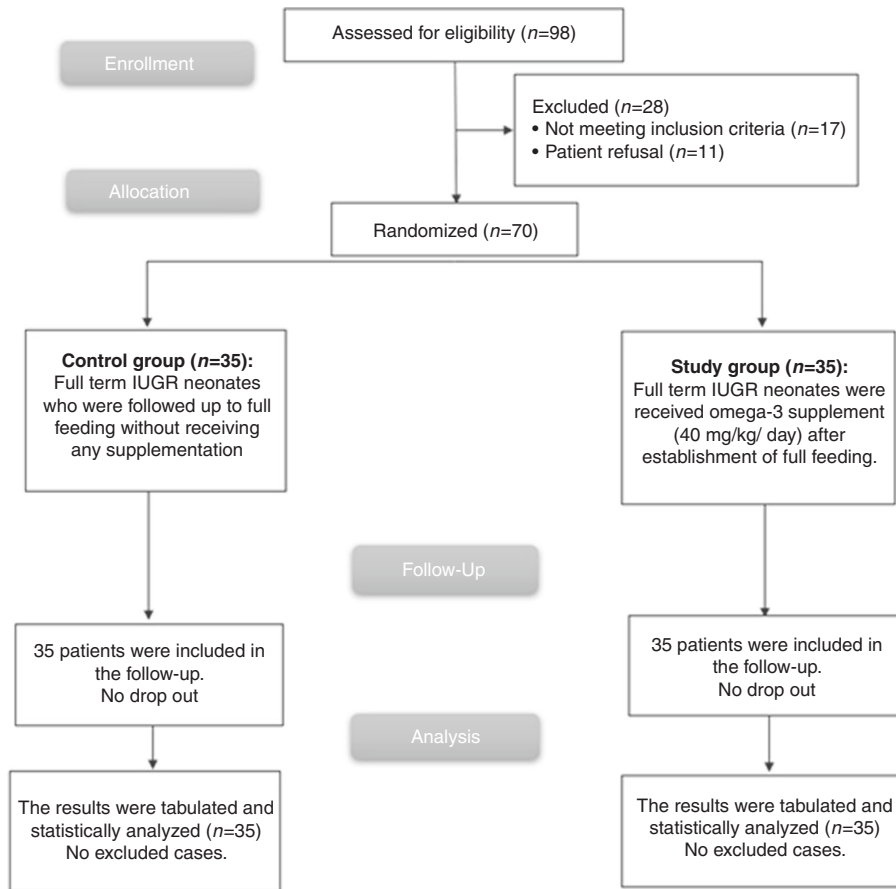 Assessed for eligibility (n=98)
Enrollment
Excluded (n=28)
• Not meeting inclusion criteria (n=17)
• Patient refusal (n=11)
Allocation
Randomized (n=70)
Control group (n=35):
Full term IUGR neonates
who were followed up to full
feeding without receiving
any supplementation
Study group (n=35):
Full term IUGR neonates were
received omega-3 supplement
(40 mg/kg/ day) after
establishment of full feeding.
Follow-Up
35 patients were included in
the follow-up.
No drop out
35 patients were included in
the follow-up.
No drop out
Analysis
The results were tabulated and
statistically analyzed (n=35)
No excluded cases.
The results were tabulated and
statistically analyzed (n=35)
No excluded cases.